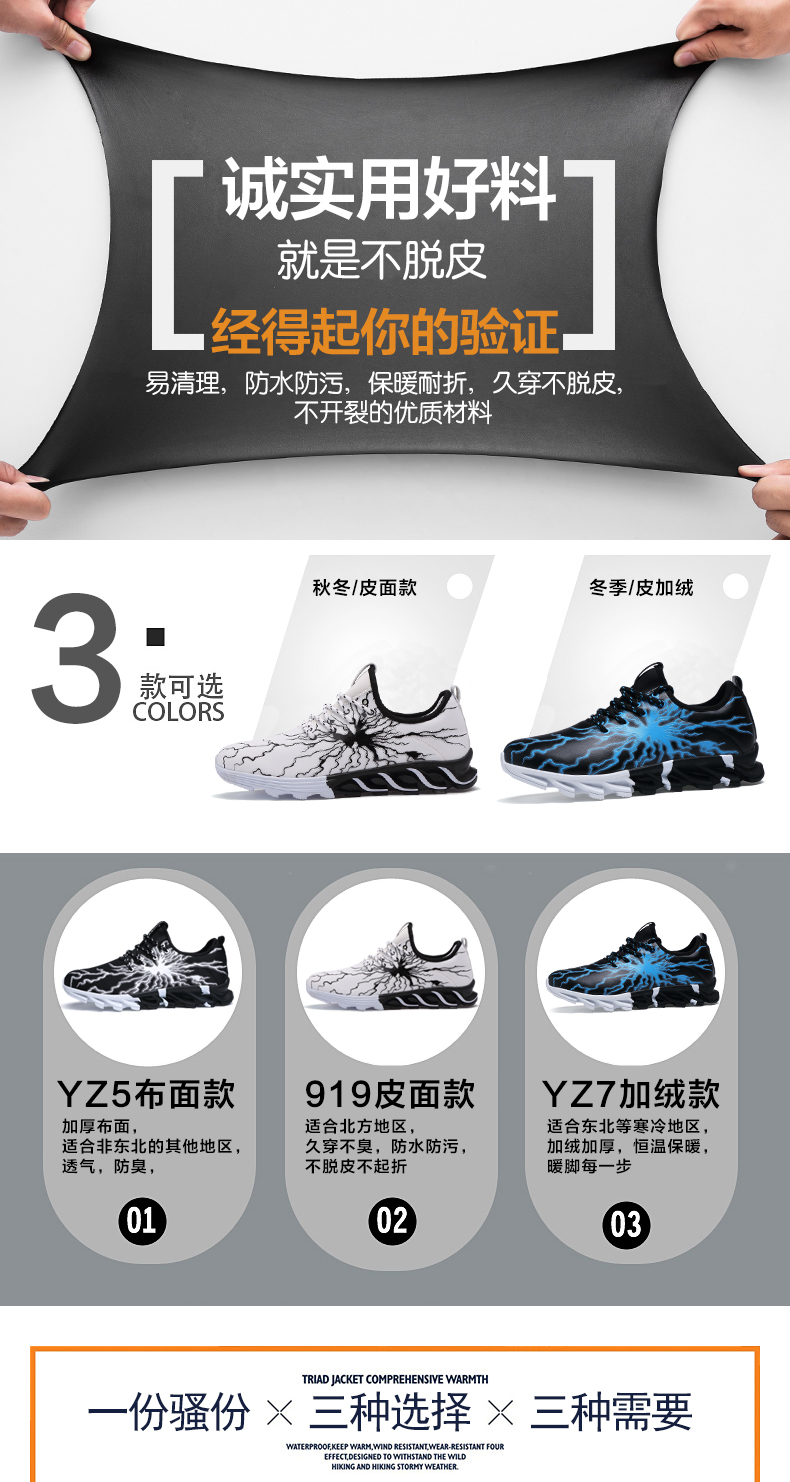 诚实用好料
就是不脱皮
经得起你的验证
易清理，防水防污，保暖耐折，久穿不脱皮，
不开裂的优质材料
3
款可选
COLORS
秋冬/皮面款
冬季/皮加绒
YZ5布面款
加厚布面，
适合非东北的其他地区，
透气，防臭，
01
919皮面款
适合北方地区，
久穿不臭，防水防污，
不脱皮不起折
02
YZ7加绒款
适合东北等寒冷地区，
加绒加厚，恒温保暖，
暖脚每一步
03
TRIAD JACKET COMPREHENSIVE WARMTH
一份骚份×三种选择×三种需要
WATERPROOF,KEEP WARM,WIND RESISTANT,WEAR-RESISTANT FOUR
EFFECT,DESIGNED TO WITHSTAND THE WILD
HIKING AND HIKING STORMY WEATHER.